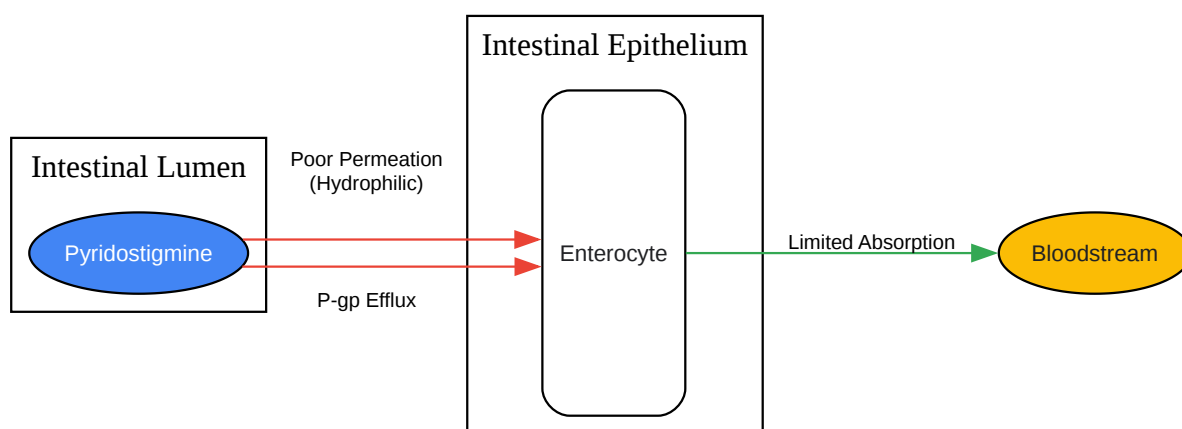 Intestinal Epithelium
Intestinal Lumen
Poor Permeation
(Hydrophilic)
Pyridostigmine
Enterocyte
Limited Absorption
Bloodstream
P-gp Efflux